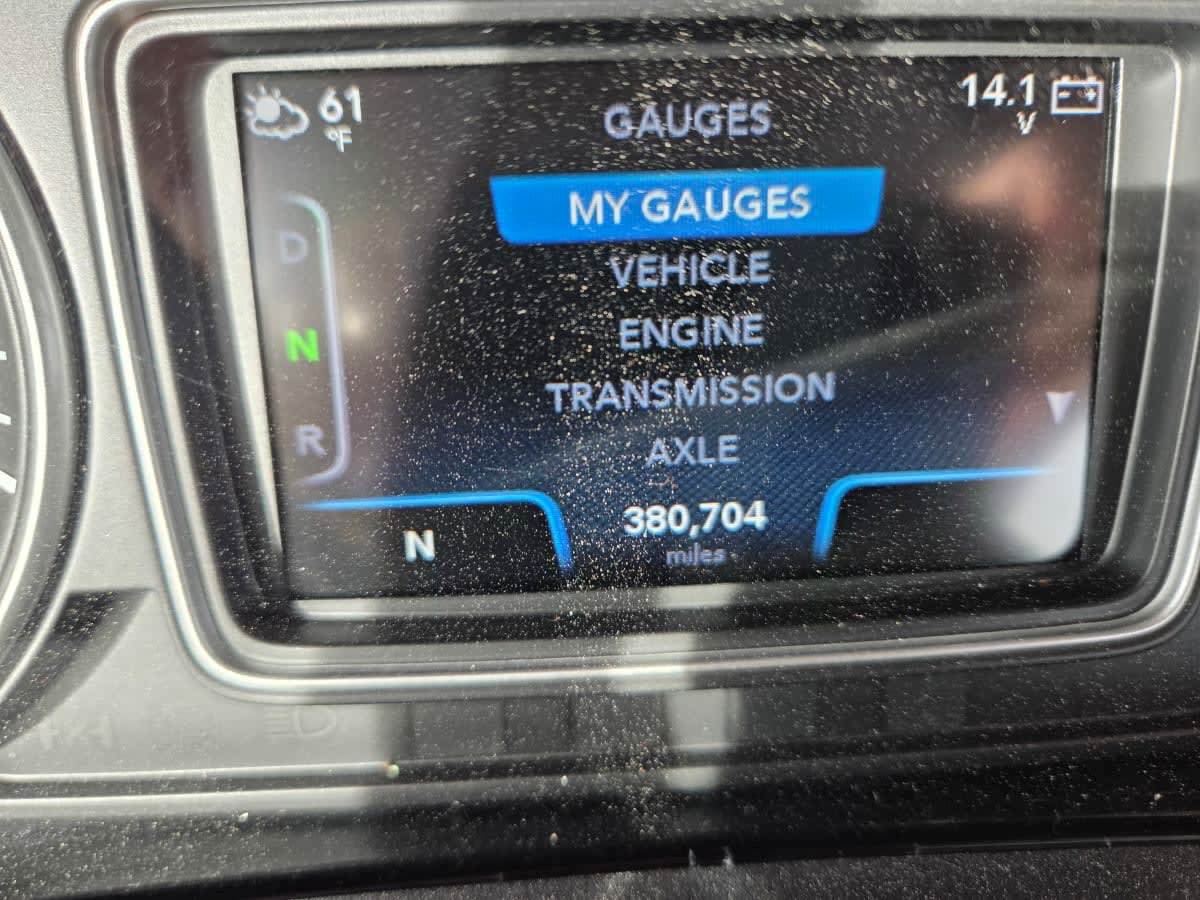 61
°F
GAUGES
14.1
V
MY GAUGES
VEHICLE
ENGINE
TRANSMISSION
AXLE
D
N
R
N
380,704
miles